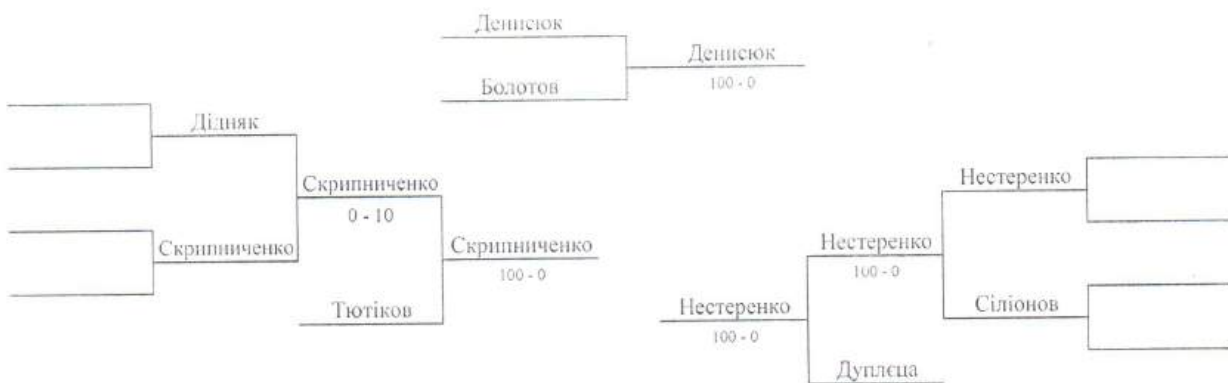 Денисюк
Денисюк
100 - 0
Болотов
Дідняк
Скрипниченко
0 - 10
Скрипниченко
Скрипниченко
100 - 0
Тютіков
Нестеренко
Нестеренко
100 - 0
Сіліонов
Нестеренко
100 - 0
Дуплєца